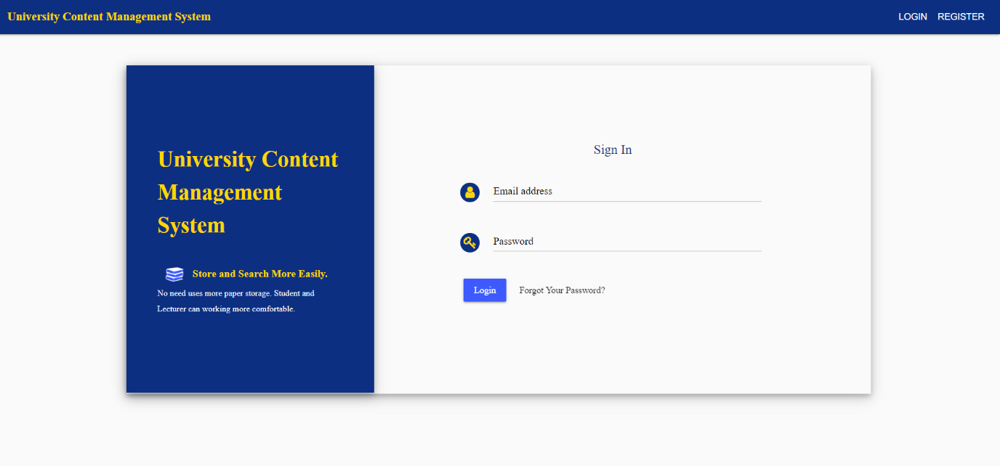 University Content Management System
LOGIN REGISTER
University Content
Management
System
Store and Search More Easily.
No need uses more paper storage. Student and
Lecturer can working more comfortable.
Sign In
Email address
Password
Login Forgot Your Password?